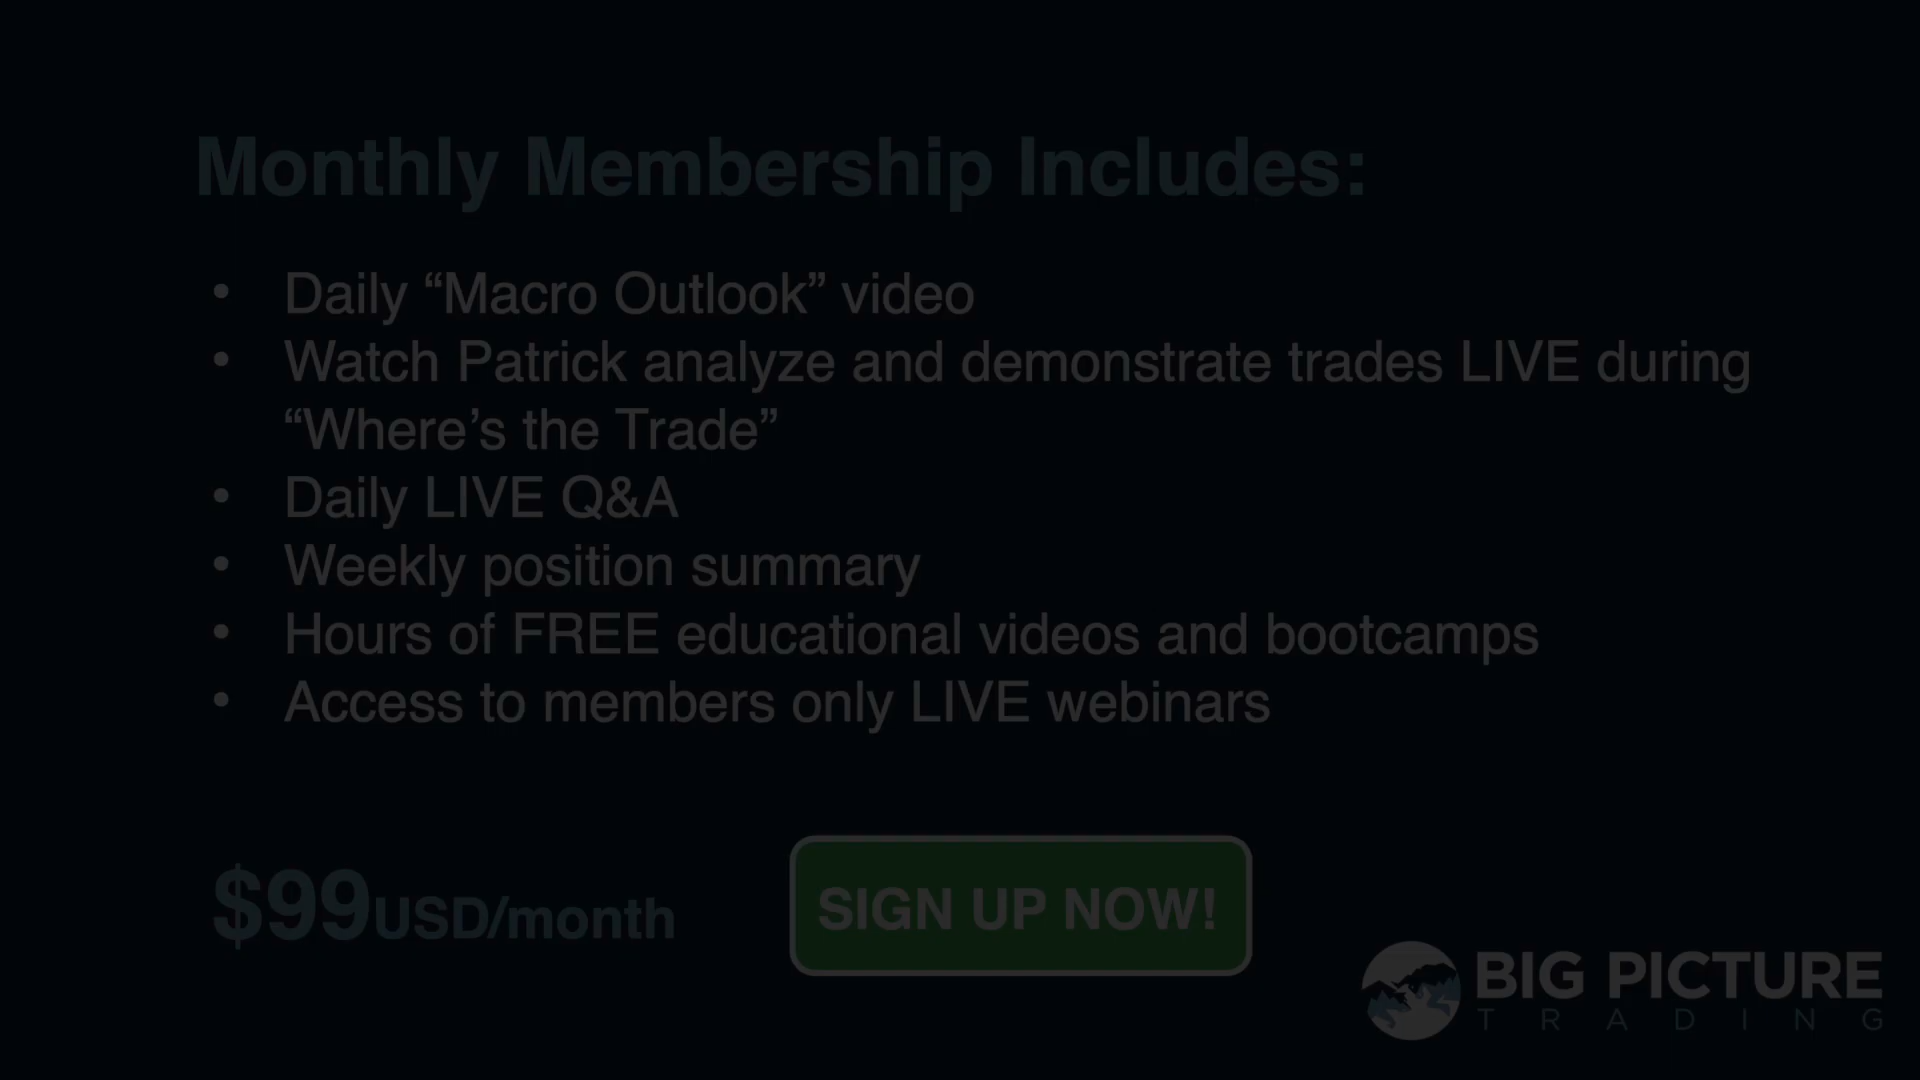 Monthly Membership Includes:
• Daily “Macro Outlook” video
• Watch Patrick analyze and demonstrate trades LIVE during
“Where’s the Trade”
• Daily LIVE Q&A
• Weekly position summary
• Hours of FREE educational videos and bootcamps
• Access to members only LIVE webinars
$99USD/month
SIGN UP NOW!
BIG PICTURE
TRADING